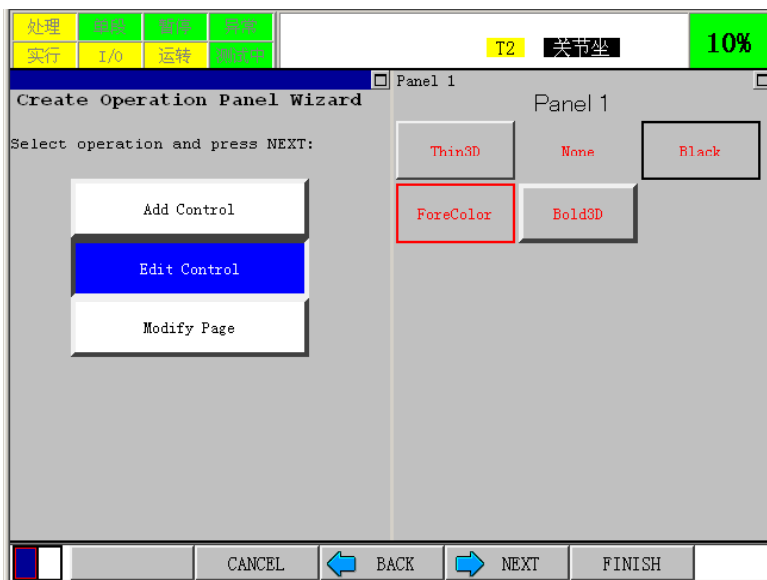 处理 单段 暂停 异常
实行 I/O 运转 测试中
T2 关节坐 10%
Create Operation Panel Wizard
Select operation and press NEXT:
Add Control
Edit Control
Modify Page
Panel 1
Panel 1
Thin3D None Black
ForeColor Bold3D
CANCEL BACK NEXT FINISH